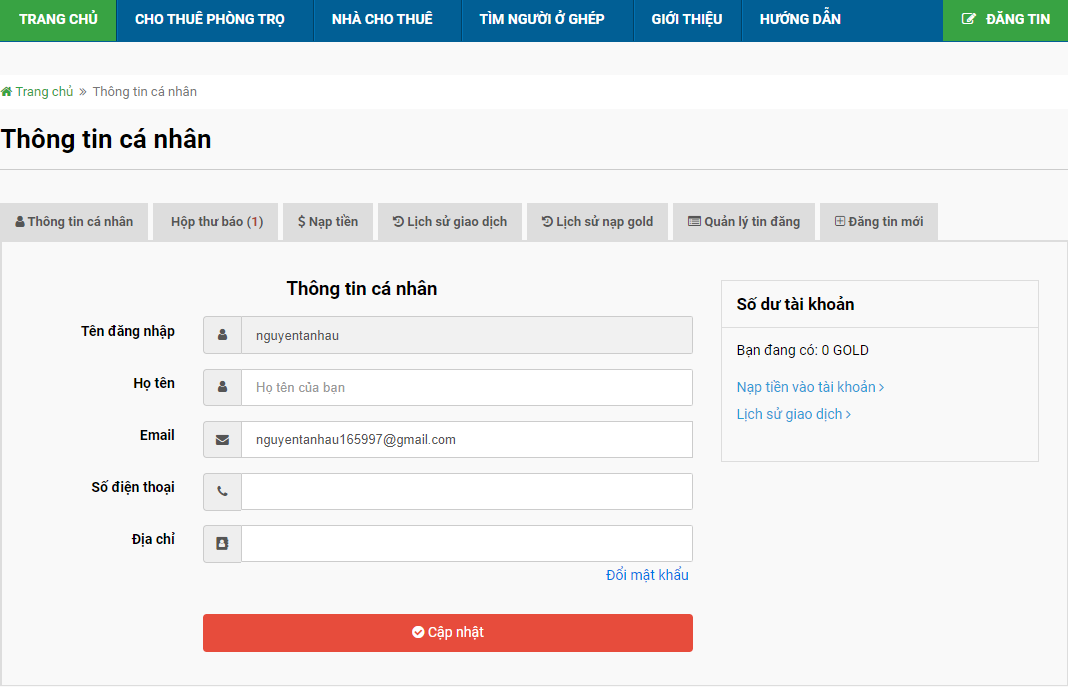 TRANG CHỦ CHO THUÊ PHÒNG TRỌ NHÀ CHO THUÊ TÌM NGƯỜI Ở GHÉP GIỚI THIỆU HƯỚNG DẪN ĐĂNG TIN
Trang chủ » Thông tin cá nhân
Thông tin cá nhân
Thông tin cá nhân Hộp thư báo (1) $ Nạp tiền Lịch sử giao dịch Lịch sử nạp gold Quản lý tin đăng Đăng tin mới
Thông tin cá nhân
Tên đăng nhập nguyentanhau
Họ tên Họ tên của bạn
Email nguyentanhau165997@gmail.com
Số điện thoại
Địa chỉ
Đổi mật khẩu
Cập nhật
Số dư tài khoản
Bạn đang có: 0 GOLD
Nạp tiền vào tài khoản >
Lịch sử giao dịch >